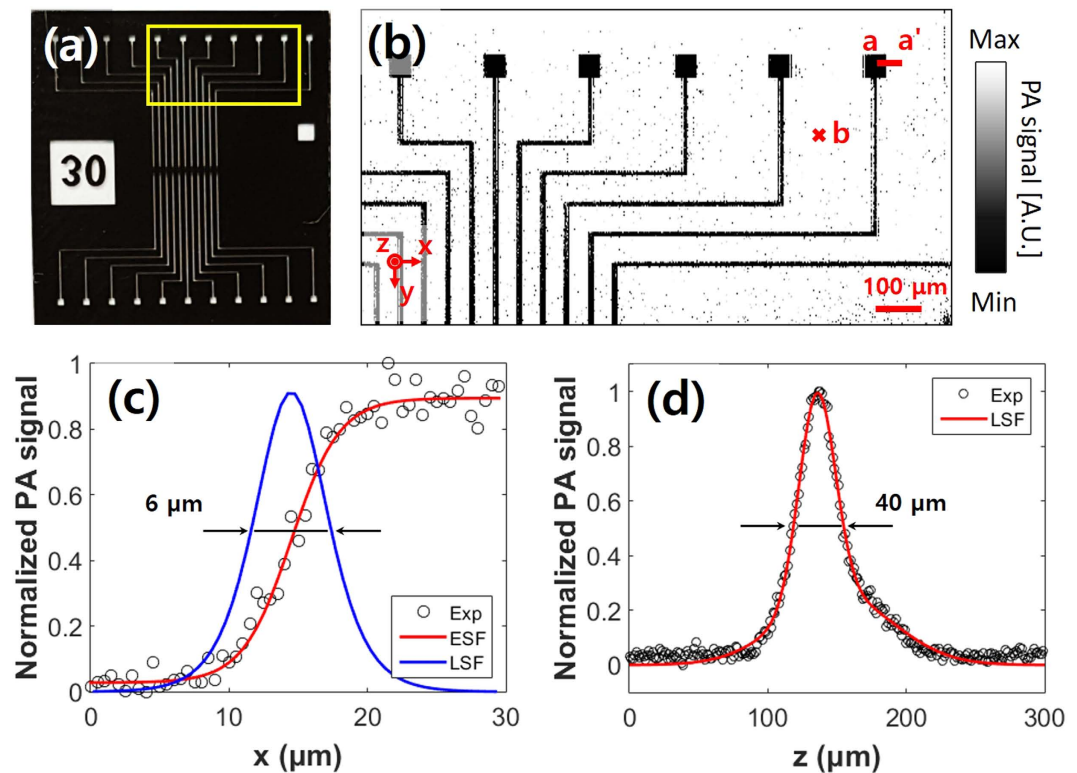 (a)
30
(b)
a a'
b
z x
y
100 µm
Max
PA signal [A.U.]
Min
(c)
Normalized PA signal
1
0.8
0.6
0.4
0.2
0
6 µm
Exp
ESF
LSF
0 10 20 30
x (µm)
(d)
Normalized PA signal
1
0.8
0.6
0.4
0.2
0
40 µm
Exp
LSF
0 100 200 300
z (µm)